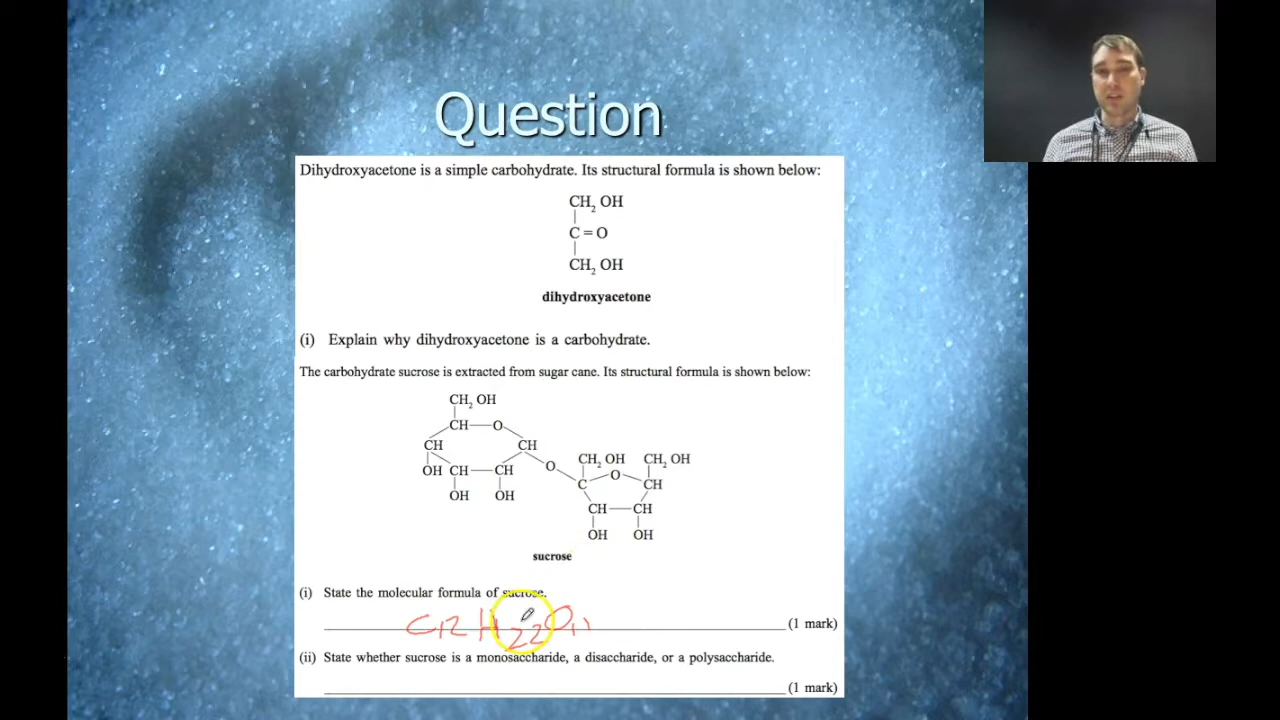 Question
Dihydroxyacetone is a simple carbohydrate. Its structural formula is shown below:
CH₂ OH
C = O
CH₂ OH
dihydroxyacetone
(i) Explain why dihydroxyacetone is a carbohydrate.
The carbohydrate sucrose is extracted from sugar cane. Its structural formula is shown below:
CH₂ OH
CH O
CH CH
OH CH CH O CH₂ OH CH₂ OH
O
C CH
OH OH
CH CH
OH OH
sucrose
(i) State the molecular formula of sucrose.
C12 H22O11 (1 mark)
(ii) State whether sucrose is a monosaccharide, a disaccharide, or a polysaccharide.
(1 mark)